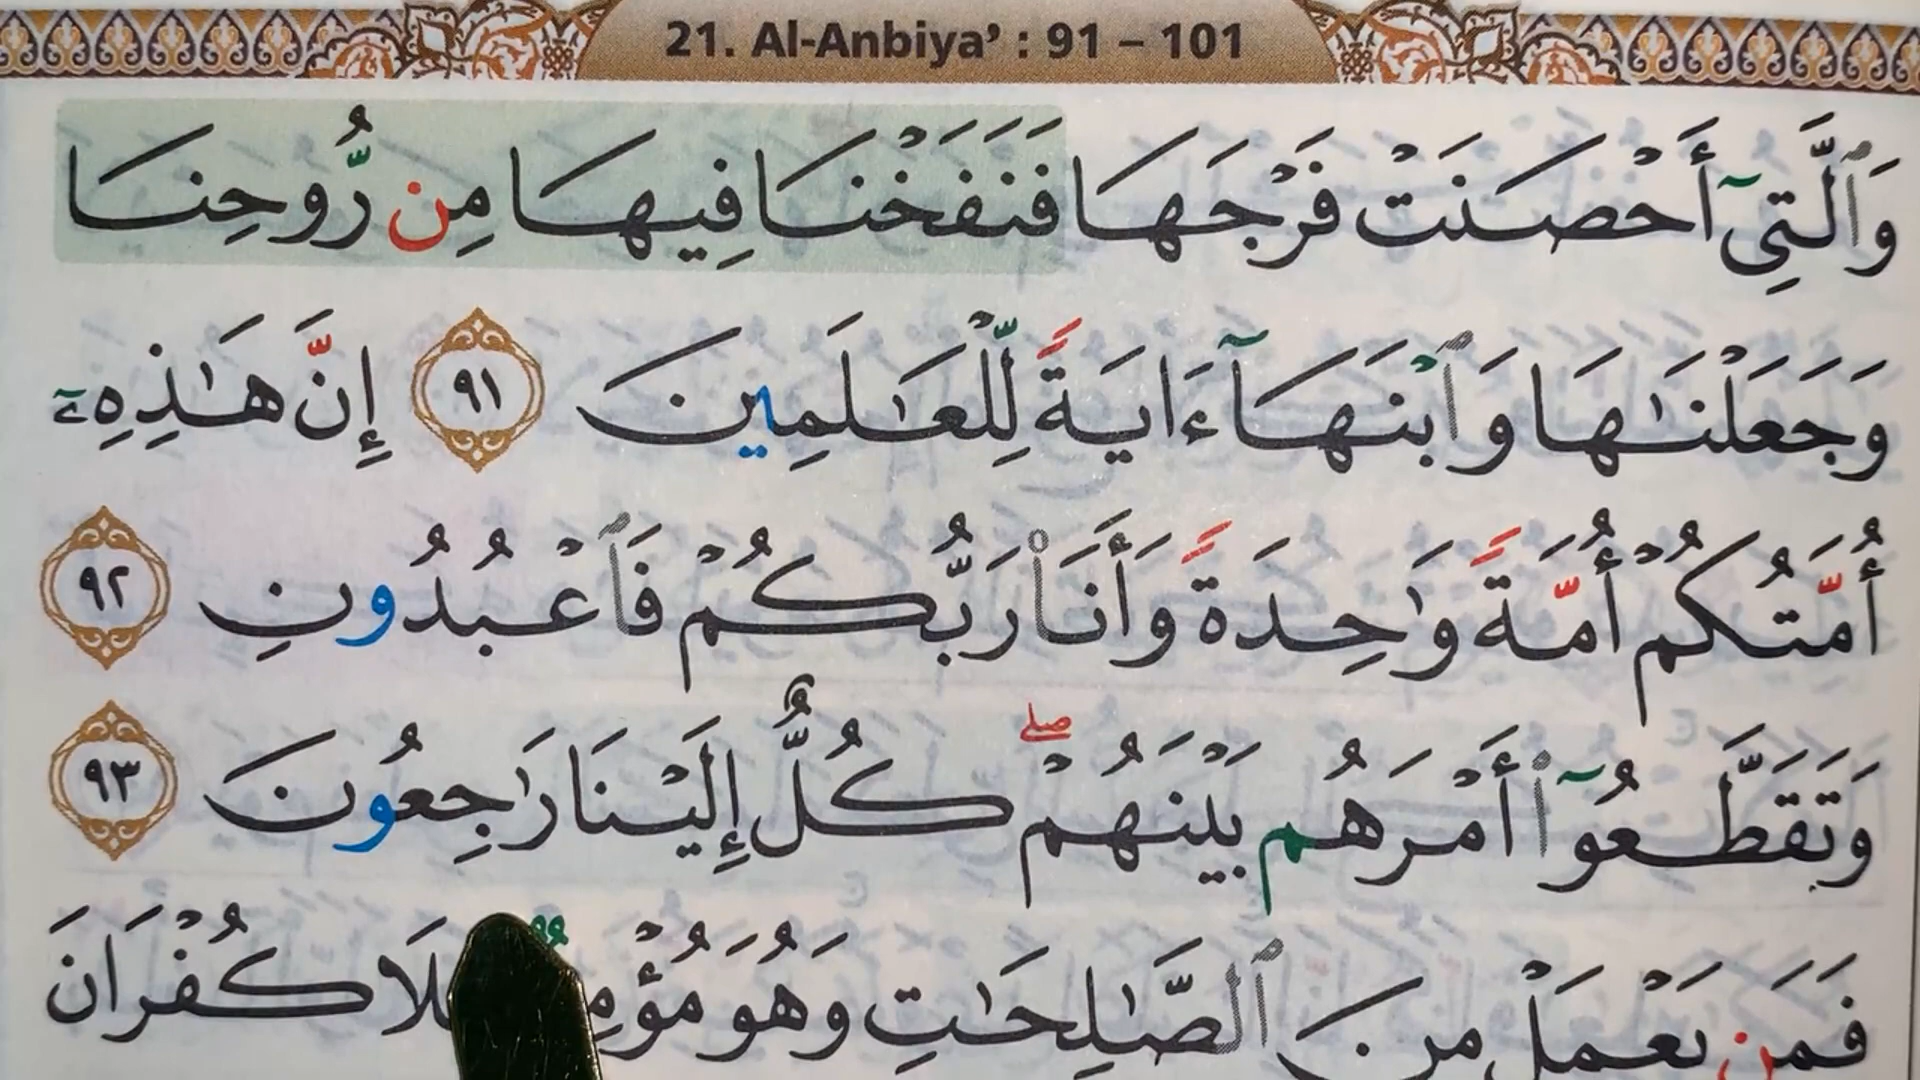 21. Al-Anbiya’ : 91 – 101
وَٱلَّتِىٓ أَحْصَنَتْ فَرْجَهَا فَنَفَخْنَا فِيهَا مِن رُّوحِنَا
وَجَعَلْنَـٰهَا وَٱبْنَهَآ ءَايَةً لِّلْعَـٰلَمِينَ ٩١ إِنَّ هَـٰذِهِۦٓ
أُمَّتُكُمْ أُمَّةً وَٰحِدَةً وَأَنَا۠ رَبُّكُمْ فَٱعْبُدُونِ ٩٢
وَتَقَطَّعُوٓا۟ أَمْرَهُم بَيْنَهُمْ ۖ كُلٌّ إِلَيْنَا رَٰجِعُونَ ٩٣
فَمَن يَعْمَلْ مِنَ ٱلصَّـٰلِحَـٰتِ وَهُوَ كُفْرَانَ